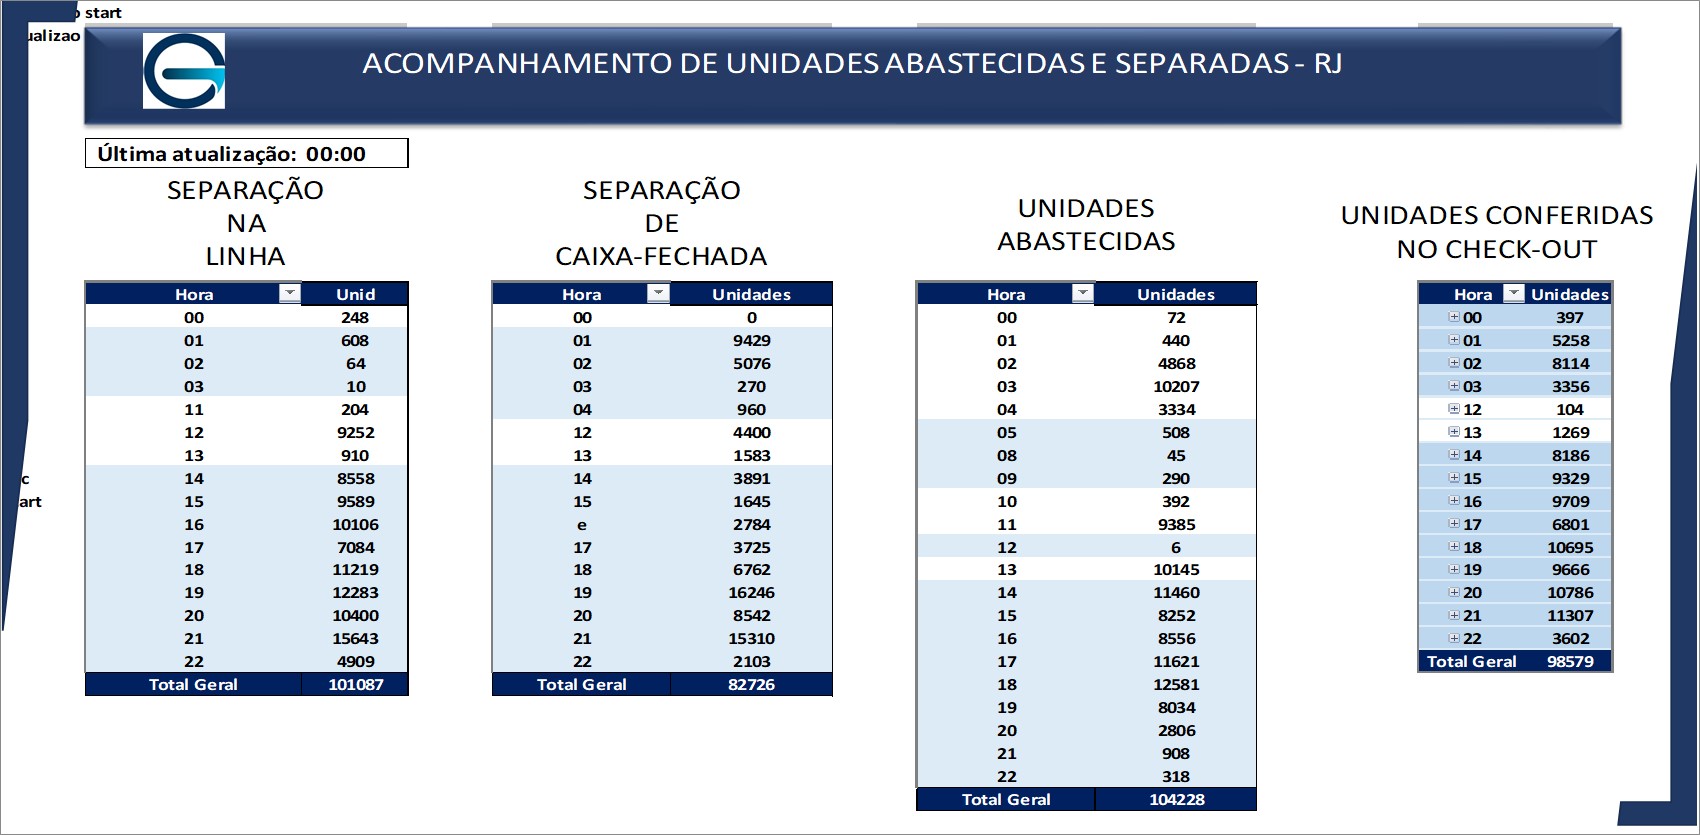 start
ualizao
ACOMPANHAMENTO DE UNIDADES ABASTECIDAS E SEPARADAS - RJ
Última atualização: 00:00
SEPARAÇÃO
NA
LINHA
Hora Unid
00 248
01 608
02 64
03 10
11 204
12 9252
13 910
14 8558
15 9589
16 10106
17 7084
18 11219
19 12283
20 10400
21 15643
22 4909
Total Geral 101087
SEPARAÇÃO
DE
CAIXA-FECHADA
Hora Unidades
00 0
01 9429
02 5076
03 270
04 960
12 4400
13 1583
14 3891
15 1645
e 2784
17 3725
18 6762
19 16246
20 8542
21 15310
22 2103
Total Geral 82726
UNIDADES
ABASTECIDAS
Hora Unidades
00 72
01 440
02 4868
03 10207
04 3334
05 508
08 45
09 290
10 392
11 9385
12 6
13 10145
14 11460
15 8252
16 8556
17 11621
18 12581
19 8034
20 2806
21 908
22 318
Total Geral 104228
UNIDADES CONFERIDAS
NO CHECK-OUT
Hora Unidades
00 397
01 5258
02 8114
03 3356
12 104
13 1269
14 8186
15 9329
16 9709
17 6801
18 10695
19 9666
20 10786
21 11307
22 3602
Total Geral 98579
c
art